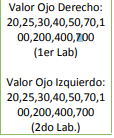 Valor Ojo Derecho:
20,25,30,40,50,70,1
00,200,400,700
(1er Lab)
Valor Ojo Izquierdo:
20,25,30,40,50,70,1
00,200,400,700
(2do Lab.)